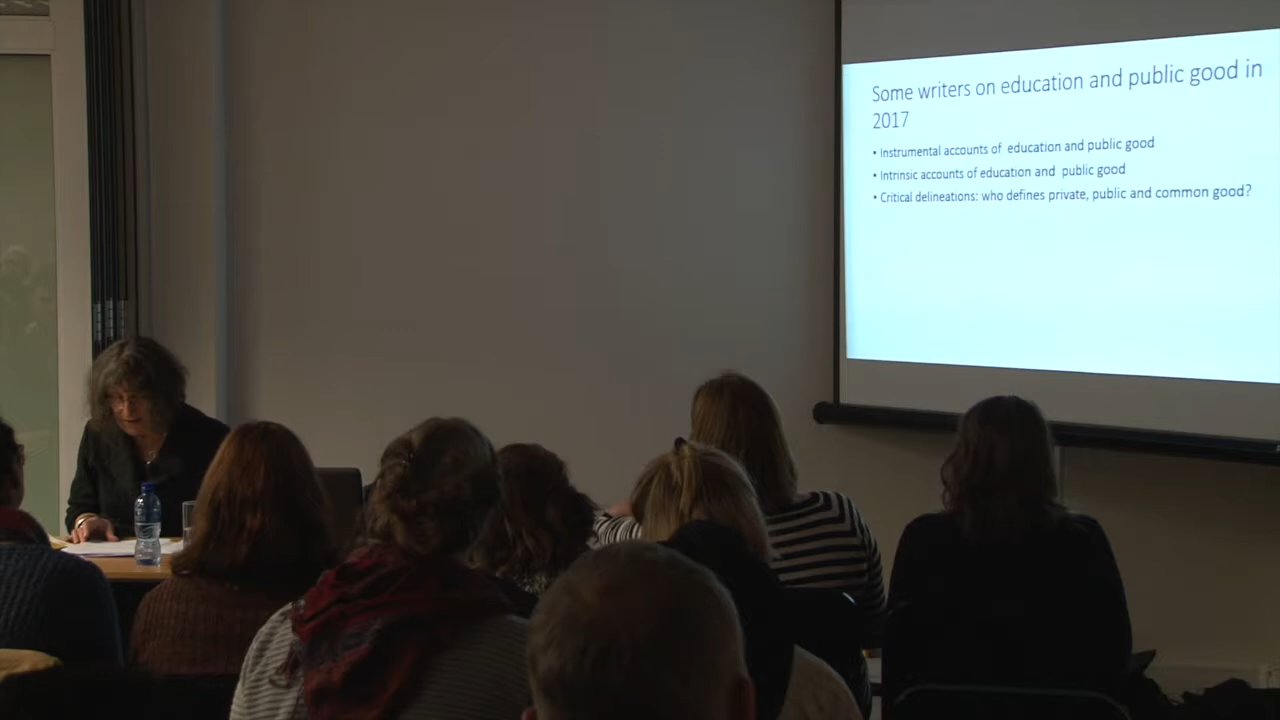 Some writers on education and public good in
2017
• Instrumental accounts of education and public good
• Intrinsic accounts of education and public good
• Critical delineations: who defines private, public and common good?